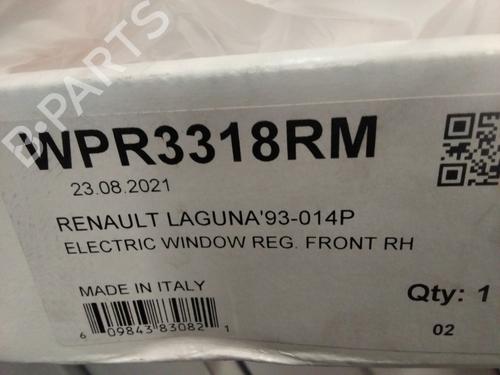 B-PARTS
WPR3318RM
23.08.2021
RENAULT LAGUNA'93-014P
ELECTRIC WINDOW REG. FRONT RH
MADE IN ITALY
Qty: 1
6 09843 83082 1
02